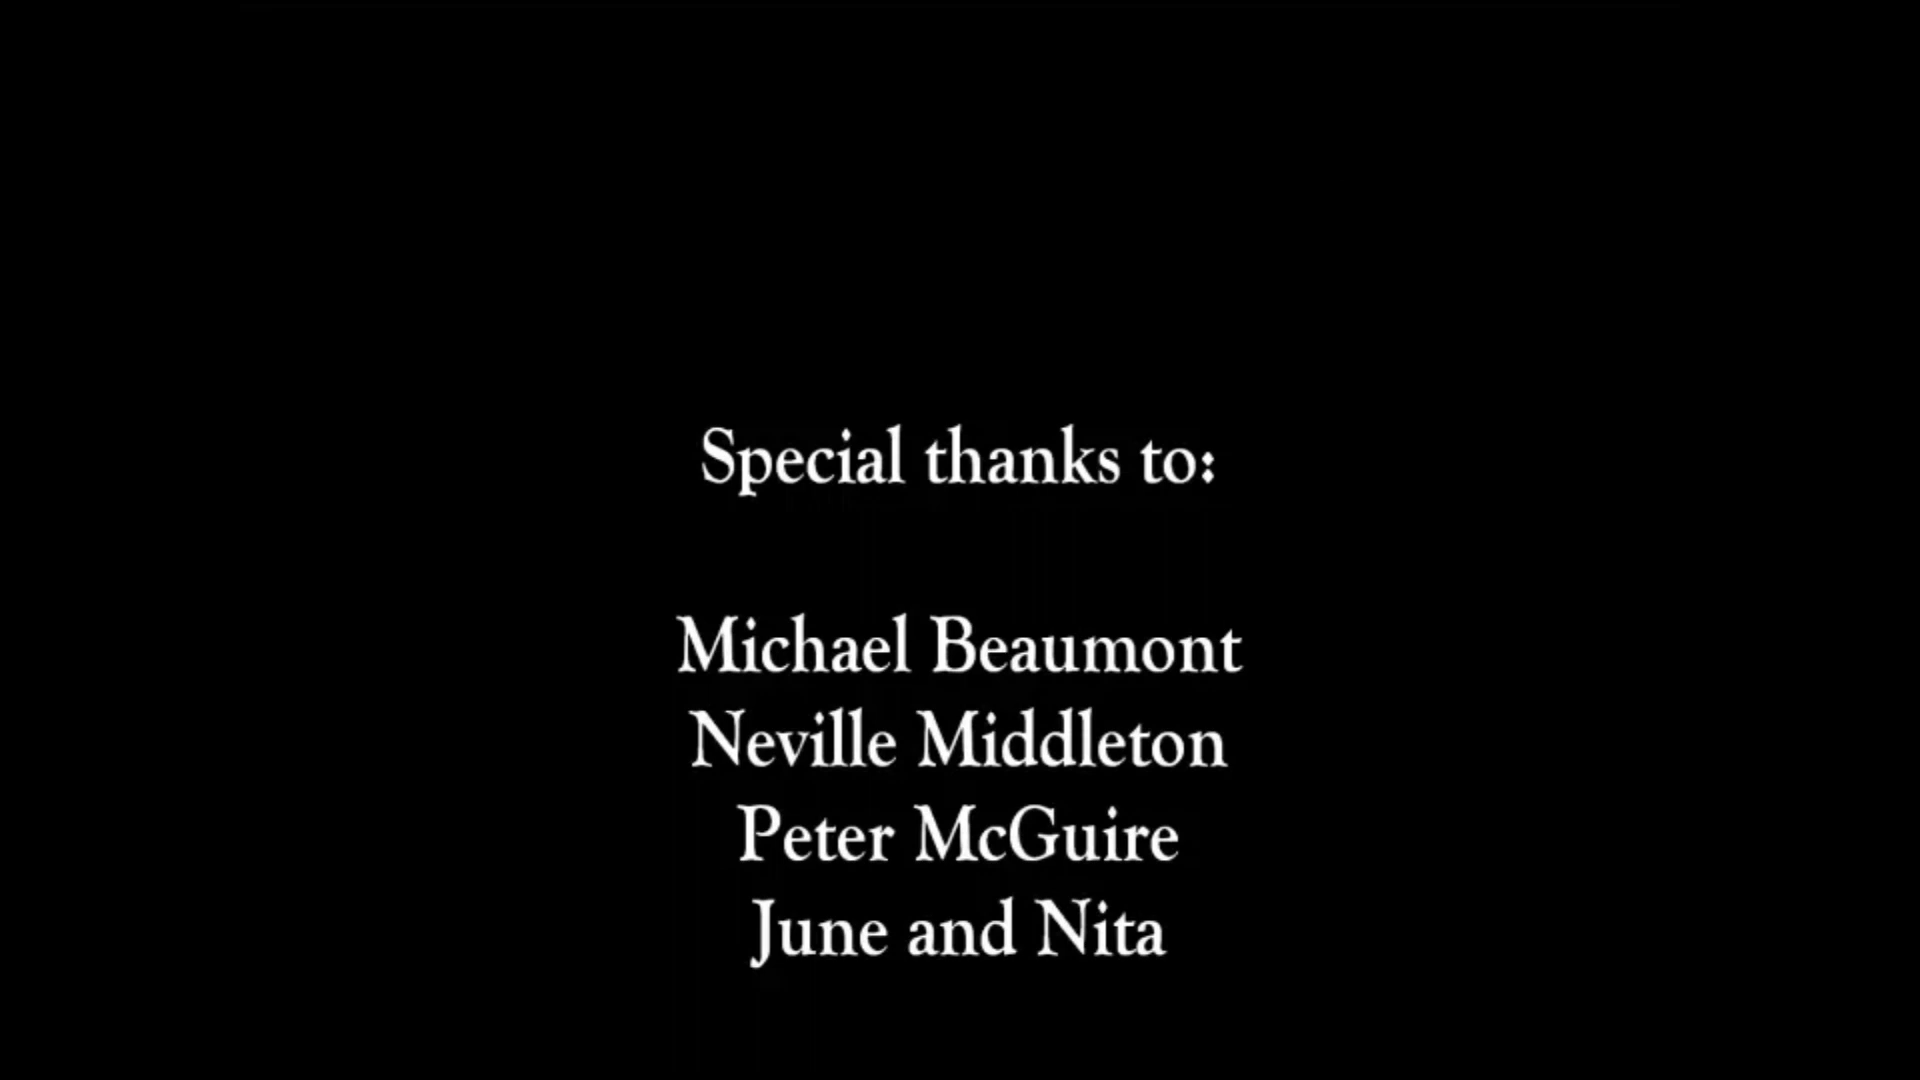 Special thanks to:
Michael Beaumont
Neville Middleton
Peter McGuire
June and Nita